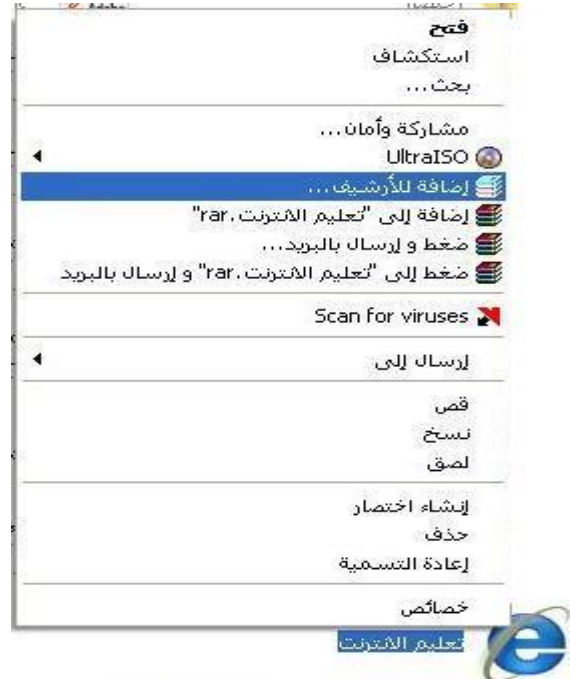 فتح
استكشاف
بحث...
مشاركة وأمان...
UltraISO
إضافة للأرشيف...
إضافة إلى "تعليم الانترنت.rar"
ضغط و إرسال بالبريد...
ضغط إلى "تعليم الانترنت.rar" و إرسال بالبريد
Scan for viruses
إرسال إلى
قص
نسخ
لصق
إنشاء اختصار
حذف
إعادة التسمية
خصائص
تعليم الانترنت